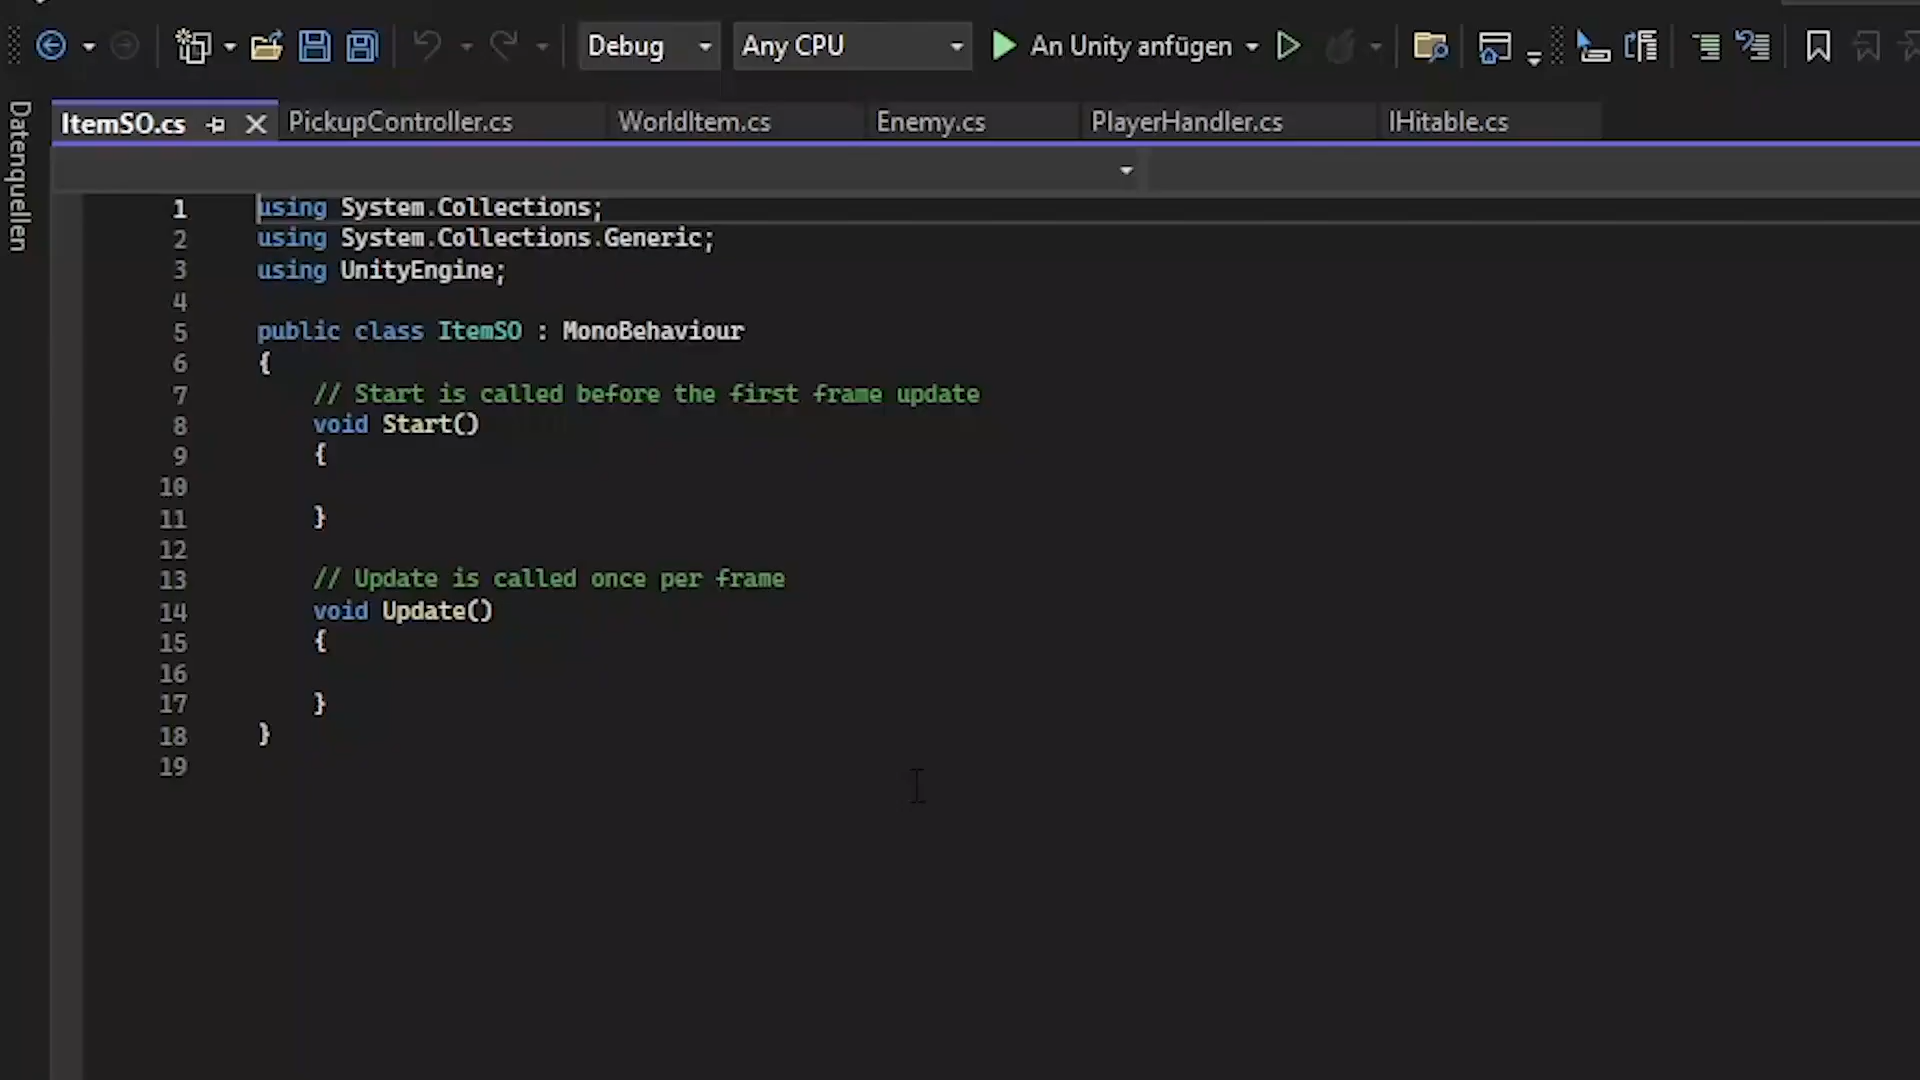 Debug Any CPU An Unity anfügen
Datenquellen
ItemSO.cs PickupController.cs WorldItem.cs Enemy.cs PlayerHandler.cs IHitable.cs
1 using System.Collections;
2 using System.Collections.Generic;
3 using UnityEngine;
4
5 public class ItemSO : MonoBehaviour
6 {
7 // Start is called before the first frame update
8 void Start()
9 {
10
11 }
12
13 // Update is called once per frame
14 void Update()
15 {
16
17 }
18 }
19